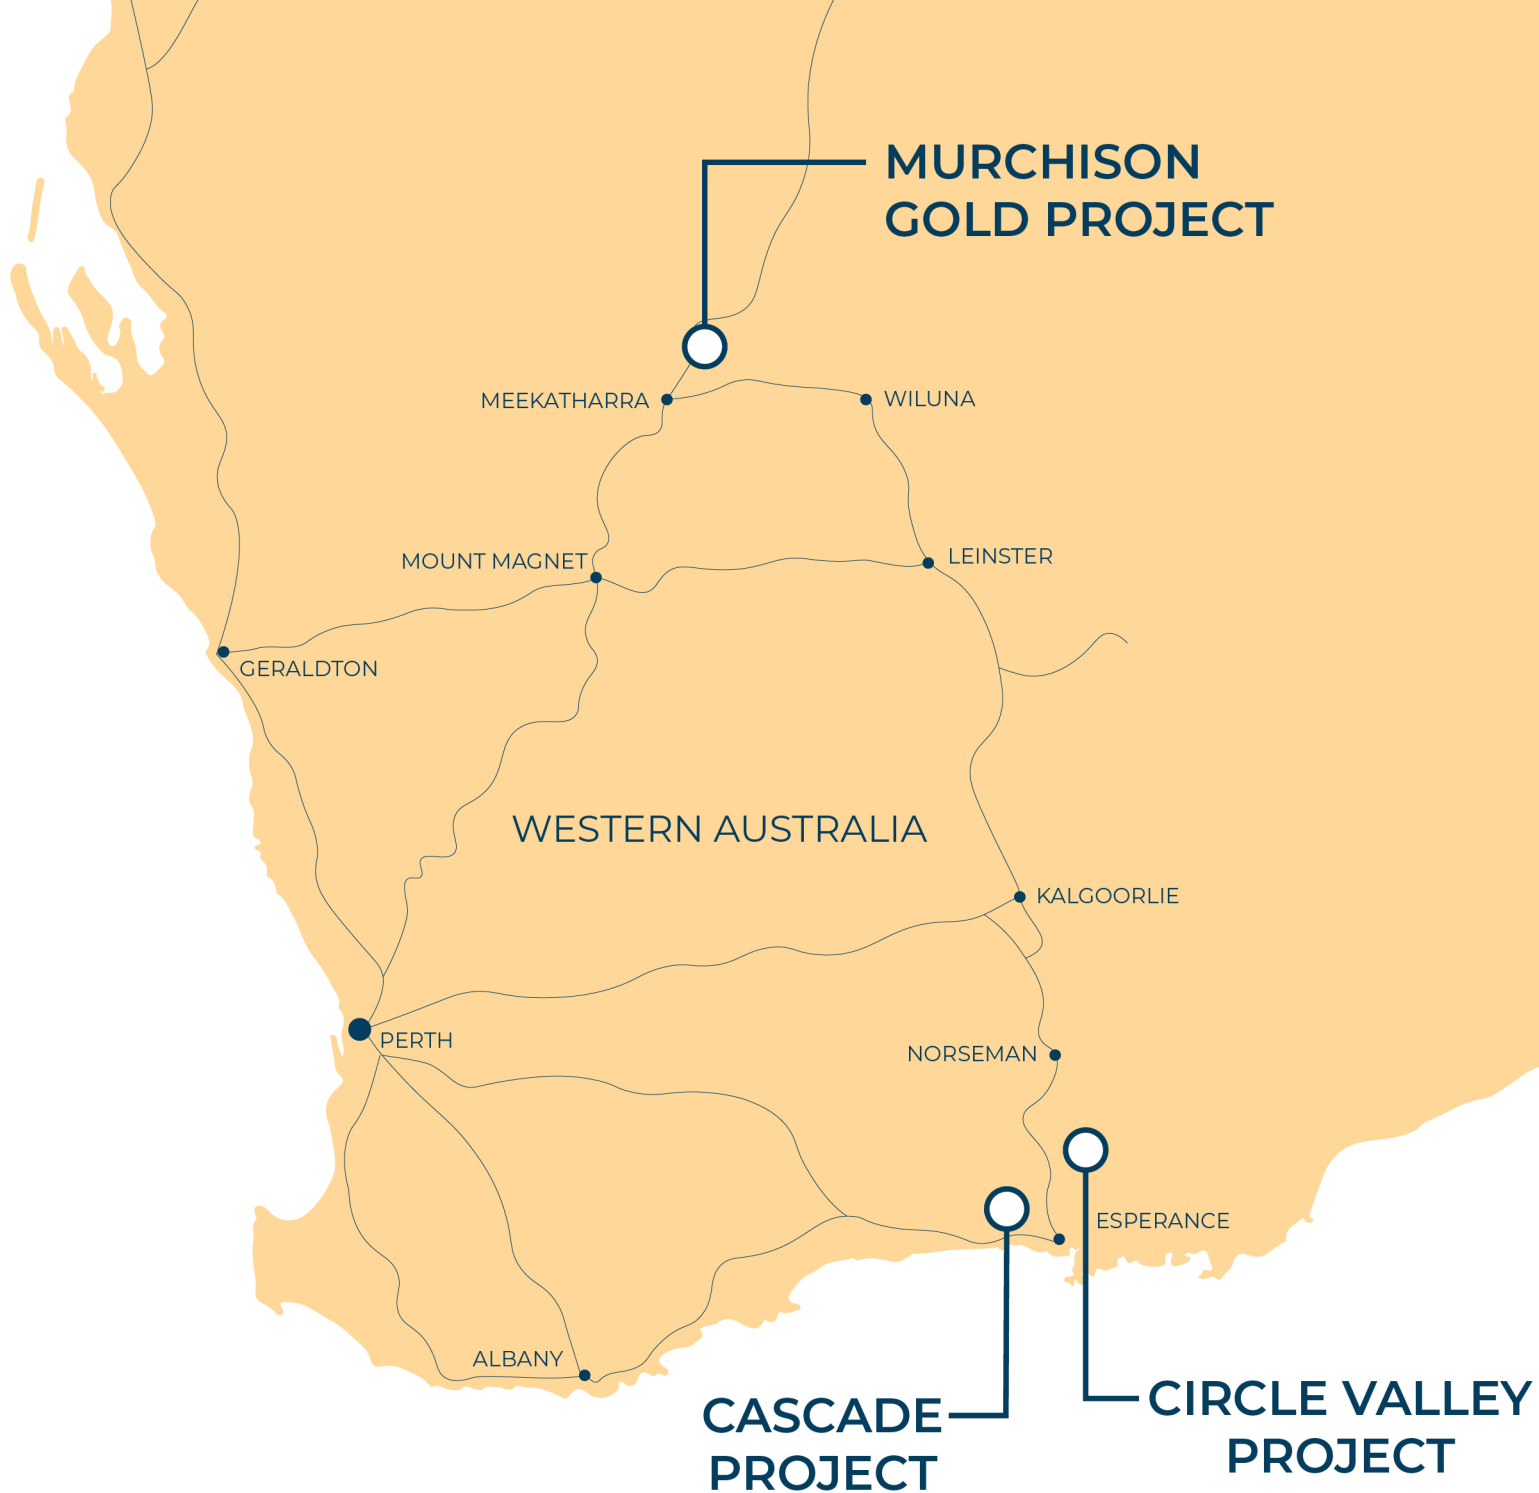 MURCHISON
GOLD PROJECT
MEEKATHARRA
WILUNA
MOUNT MAGNET
LEINSTER
GERALDTON
WESTERN AUSTRALIA
KALGOORLIE
PERTH
NORSEMAN
ESPERANCE
ALBANY
CASCADE
PROJECT
CIRCLE VALLEY
PROJECT